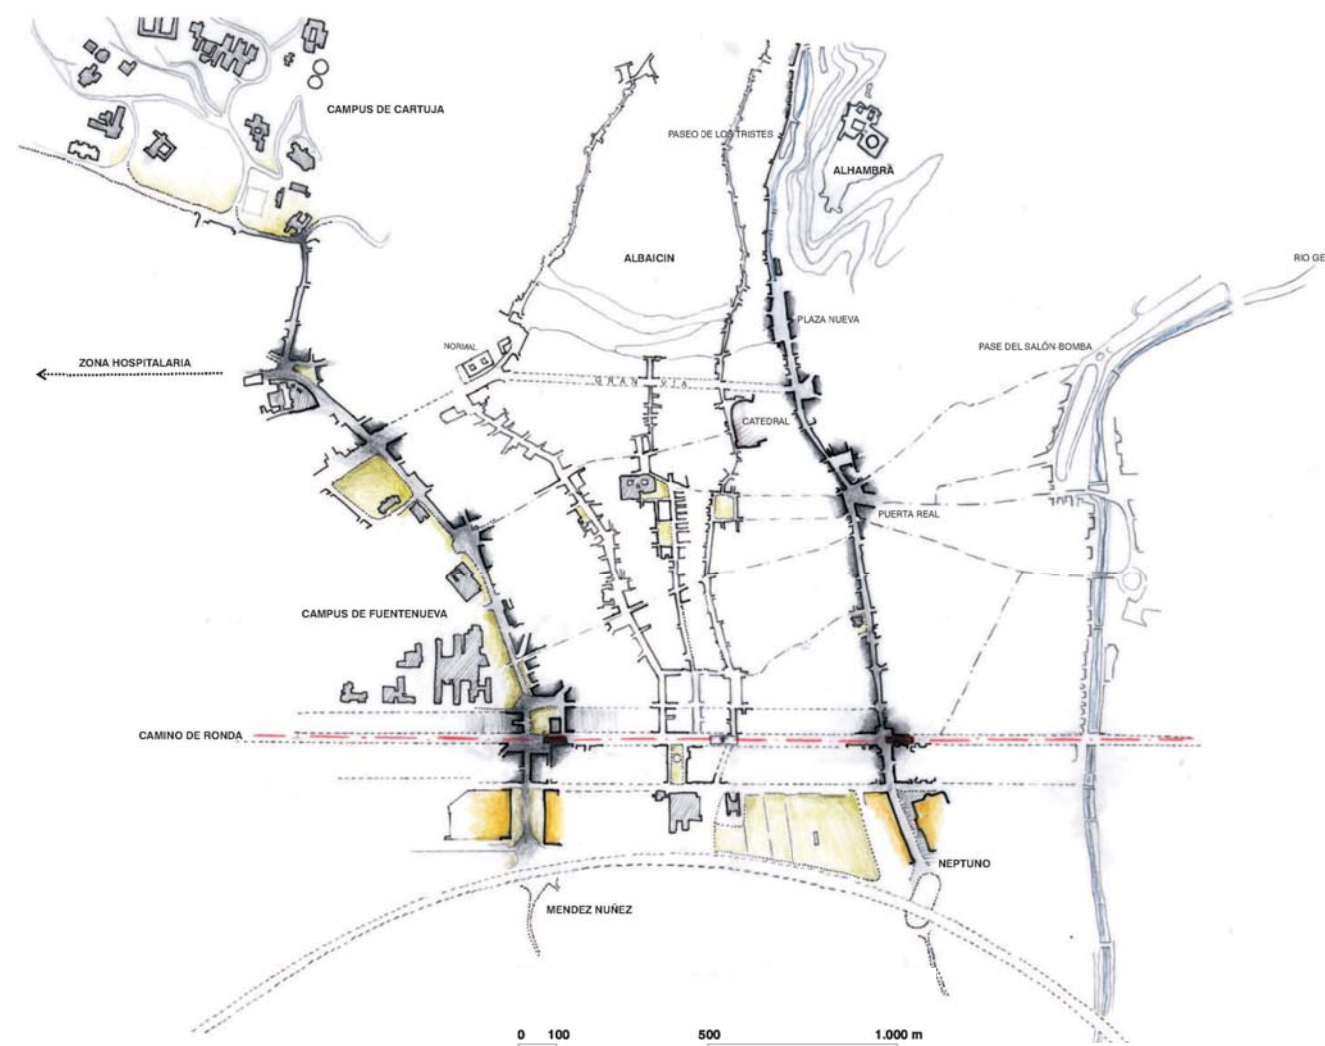 CAMPUS DE CARTUJA
PASEO DE LOS TRISTES
ALHAMBRA
ALBAICIN
RIO GE
PLAZA NUEVA
NORMAL
PASE DEL SALÓN-BOMBA
ZONA HOSPITALARIA
GRAN VIA
CATEDRAL
PUERTA REAL
CAMPUS DE FUENTENUEVA
CAMINO DE RONDA
NEPTUNO
MENDEZ NUÑEZ
0 100 500 1.000 m